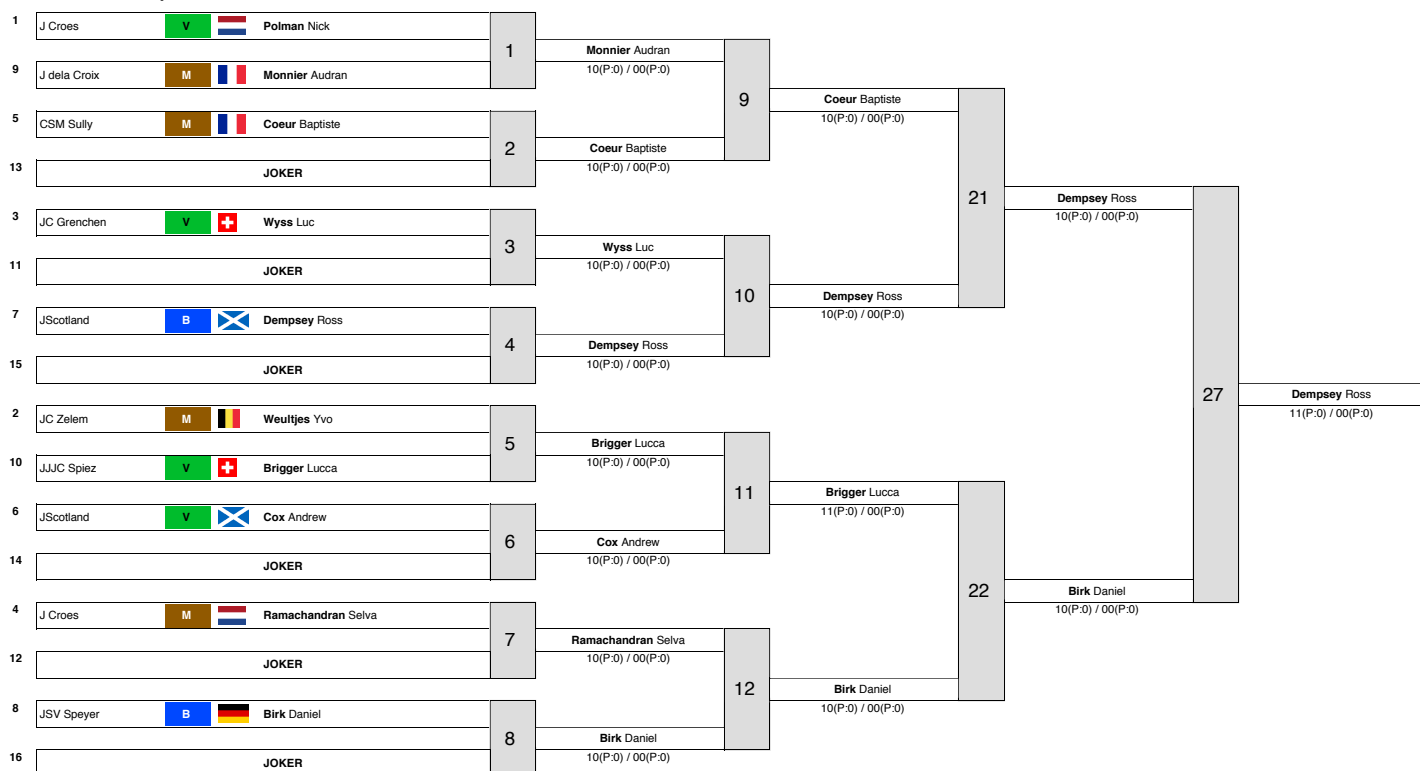 1 J Croes V Polman Nick
1
Monnier Audran
10(P:0) / 00(P:0)
9 J dela Croix M Monnier Audran
9
Coeur Baptiste
10(P:0) / 00(P:0)
5 CSM Sully M Coeur Baptiste
2
Coeur Baptiste
10(P:0) / 00(P:0)
13 JOKER
21
Dempsey Ross
10(P:0) / 00(P:0)
3 JC Grenchen V Wyss Luc
3
Wyss Luc
10(P:0) / 00(P:0)
11 JOKER
10
Dempsey Ross
10(P:0) / 00(P:0)
7 JScotland B Dempsey Ross
4
Dempsey Ross
10(P:0) / 00(P:0)
15 JOKER
27
Dempsey Ross
11(P:0) / 00(P:0)
2 JC Zelem M Weultjes Yvo
5
Brigger Lucca
10(P:0) / 00(P:0)
10 JJJC Spiez V Brigger Lucca
11
Brigger Lucca
11(P:0) / 00(P:0)
6 JScotland V Cox Andrew
6
Cox Andrew
10(P:0) / 00(P:0)
14 JOKER
22
Birk Daniel
10(P:0) / 00(P:0)
4 J Croes M Ramachandran Selva
7
Ramachandran Selva
10(P:0) / 00(P:0)
12 JOKER
12
Birk Daniel
10(P:0) / 00(P:0)
8 JSV Speyer B Birk Daniel
8
Birk Daniel
10(P:0) / 00(P:0)
16 JOKER